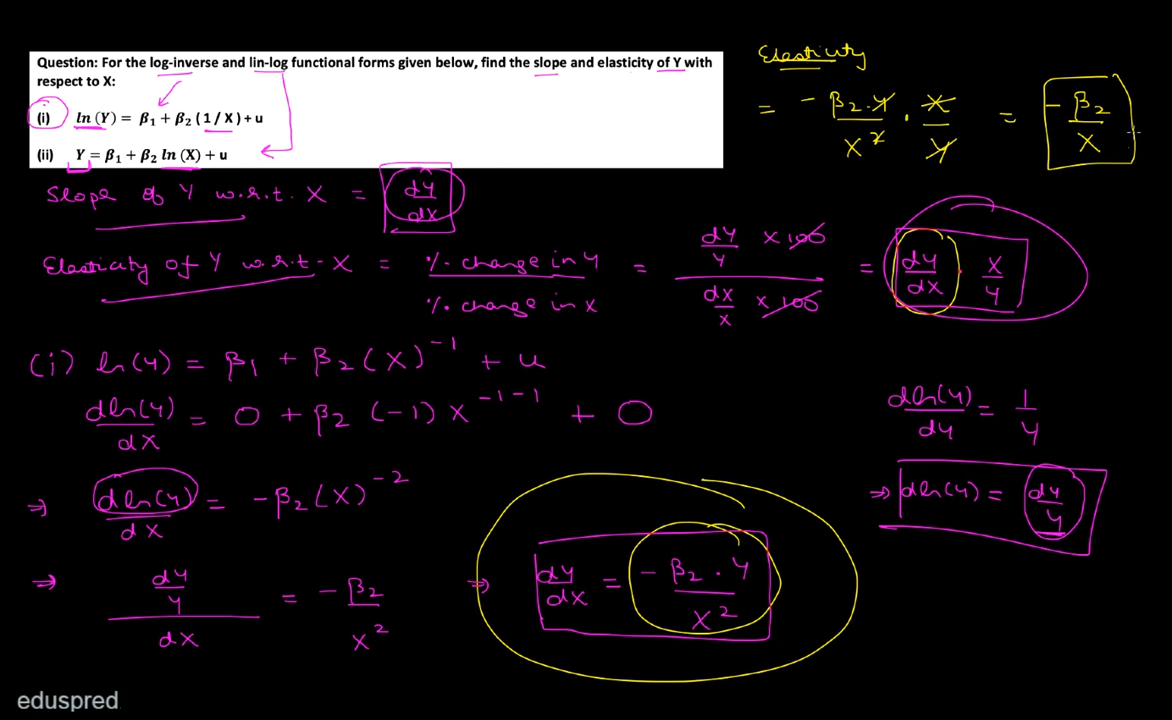 Question: For the log-inverse and lin-log functional forms given below, find the slope and elasticity of Y with
respect to X:
(i) ln (Y) = β1 + β2 ( 1 / X ) + u
(ii) Y = β1 + β2 ln (X) + u
Elasticity
= - β2 . Y / X² . X / Y = - β2 / X
Slope of Y w.r.t. X = dY / dX
Elasticity of Y w.r.t. X = % change in Y / % change in X = dY / Y × 100 / dX / X × 100 = dY / dX . X / Y
(i) ln(Y) = β1 + β2 (X)⁻¹ + u
d ln(Y) / dX = 0 + β2 (-1) X⁻¹⁻¹ + 0
d ln(Y) / dY = 1 / Y
⇒ d ln(Y) / dX = - β2 (X)⁻²
⇒ d ln(Y) = dY / Y
⇒ dY / Y / dX = - β2 / X² ⇒ dY / dX = - β2 . Y / X²
eduspred